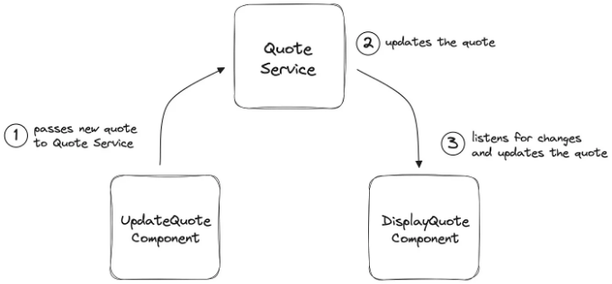 Quote
Service
2 updates the quote
1 passes new quote
to Quote Service
3 listens for changes
and updates the quote
UpdateQuote
Component
DisplayQuote
Component